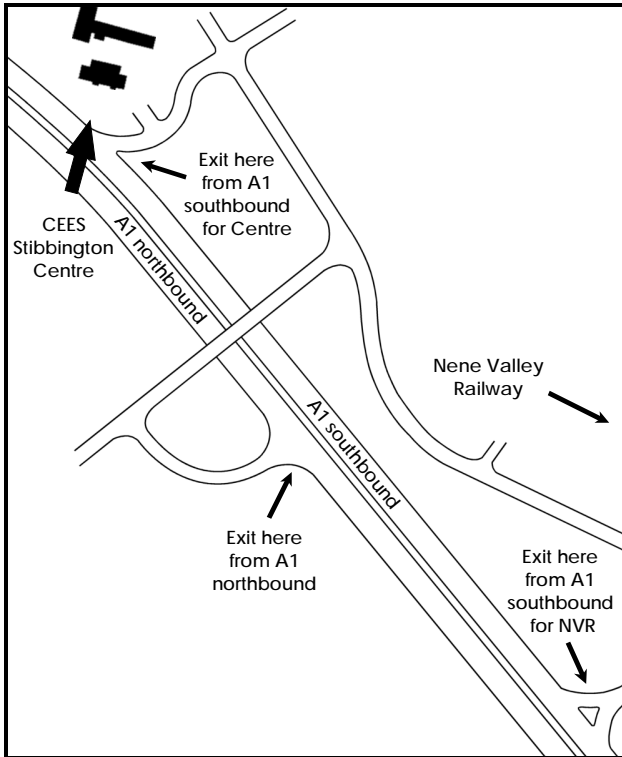 Exit here
from A1
southbound
for Centre
CEES
Stibbington
Centre
A1 northbound
Nene Valley
Railway
A1 southbound
Exit here
from A1
northbound
Exit here
from A1
southbound
for NVR